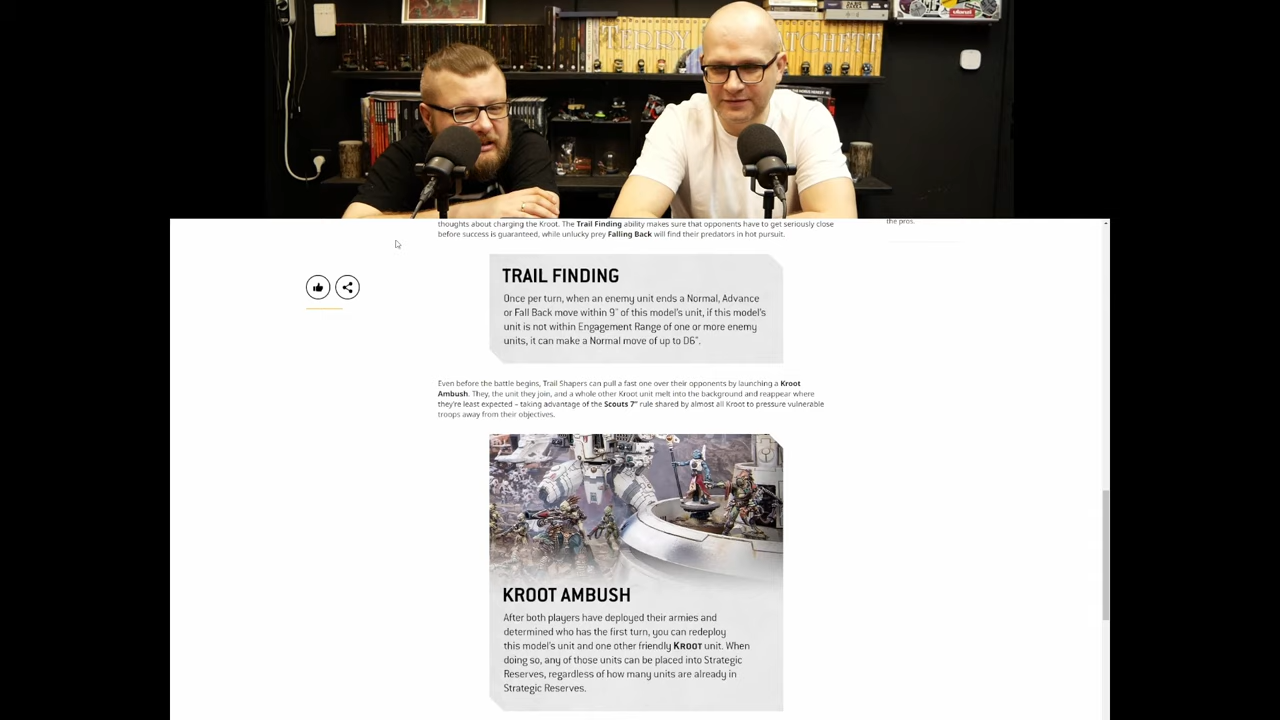 TERRY PRATCHETT
thoughts about charging the Kroot. The Trail Finding ability makes sure that opponents have to get seriously close
before success is guaranteed, while unlucky prey Falling Back will find their predators in hot pursuit.
the pros.
TRAIL FINDING
Once per turn, when an enemy unit ends a Normal, Advance
or Fall Back move within 9" of this model's unit, if this model's
unit is not within Engagement Range of one or more enemy
units, it can make a Normal move of up to D6".
Even before the battle begins, Trail Shapers can pull a fast one over their opponents by launching a Kroot
Ambush. They, the unit they join, and a whole other Kroot unit melt into the background and reappear where
they're least expected – taking advantage of the Scouts 7" rule shared by almost all Kroot to pressure vulnerable
troops away from their objectives.
KROOT AMBUSH
After both players have deployed their armies and
determined who has the first turn, you can redeploy
this model's unit and one other friendly KROOT unit. When
doing so, any of those units can be placed into Strategic
Reserves, regardless of how many units are already in
Strategic Reserves.